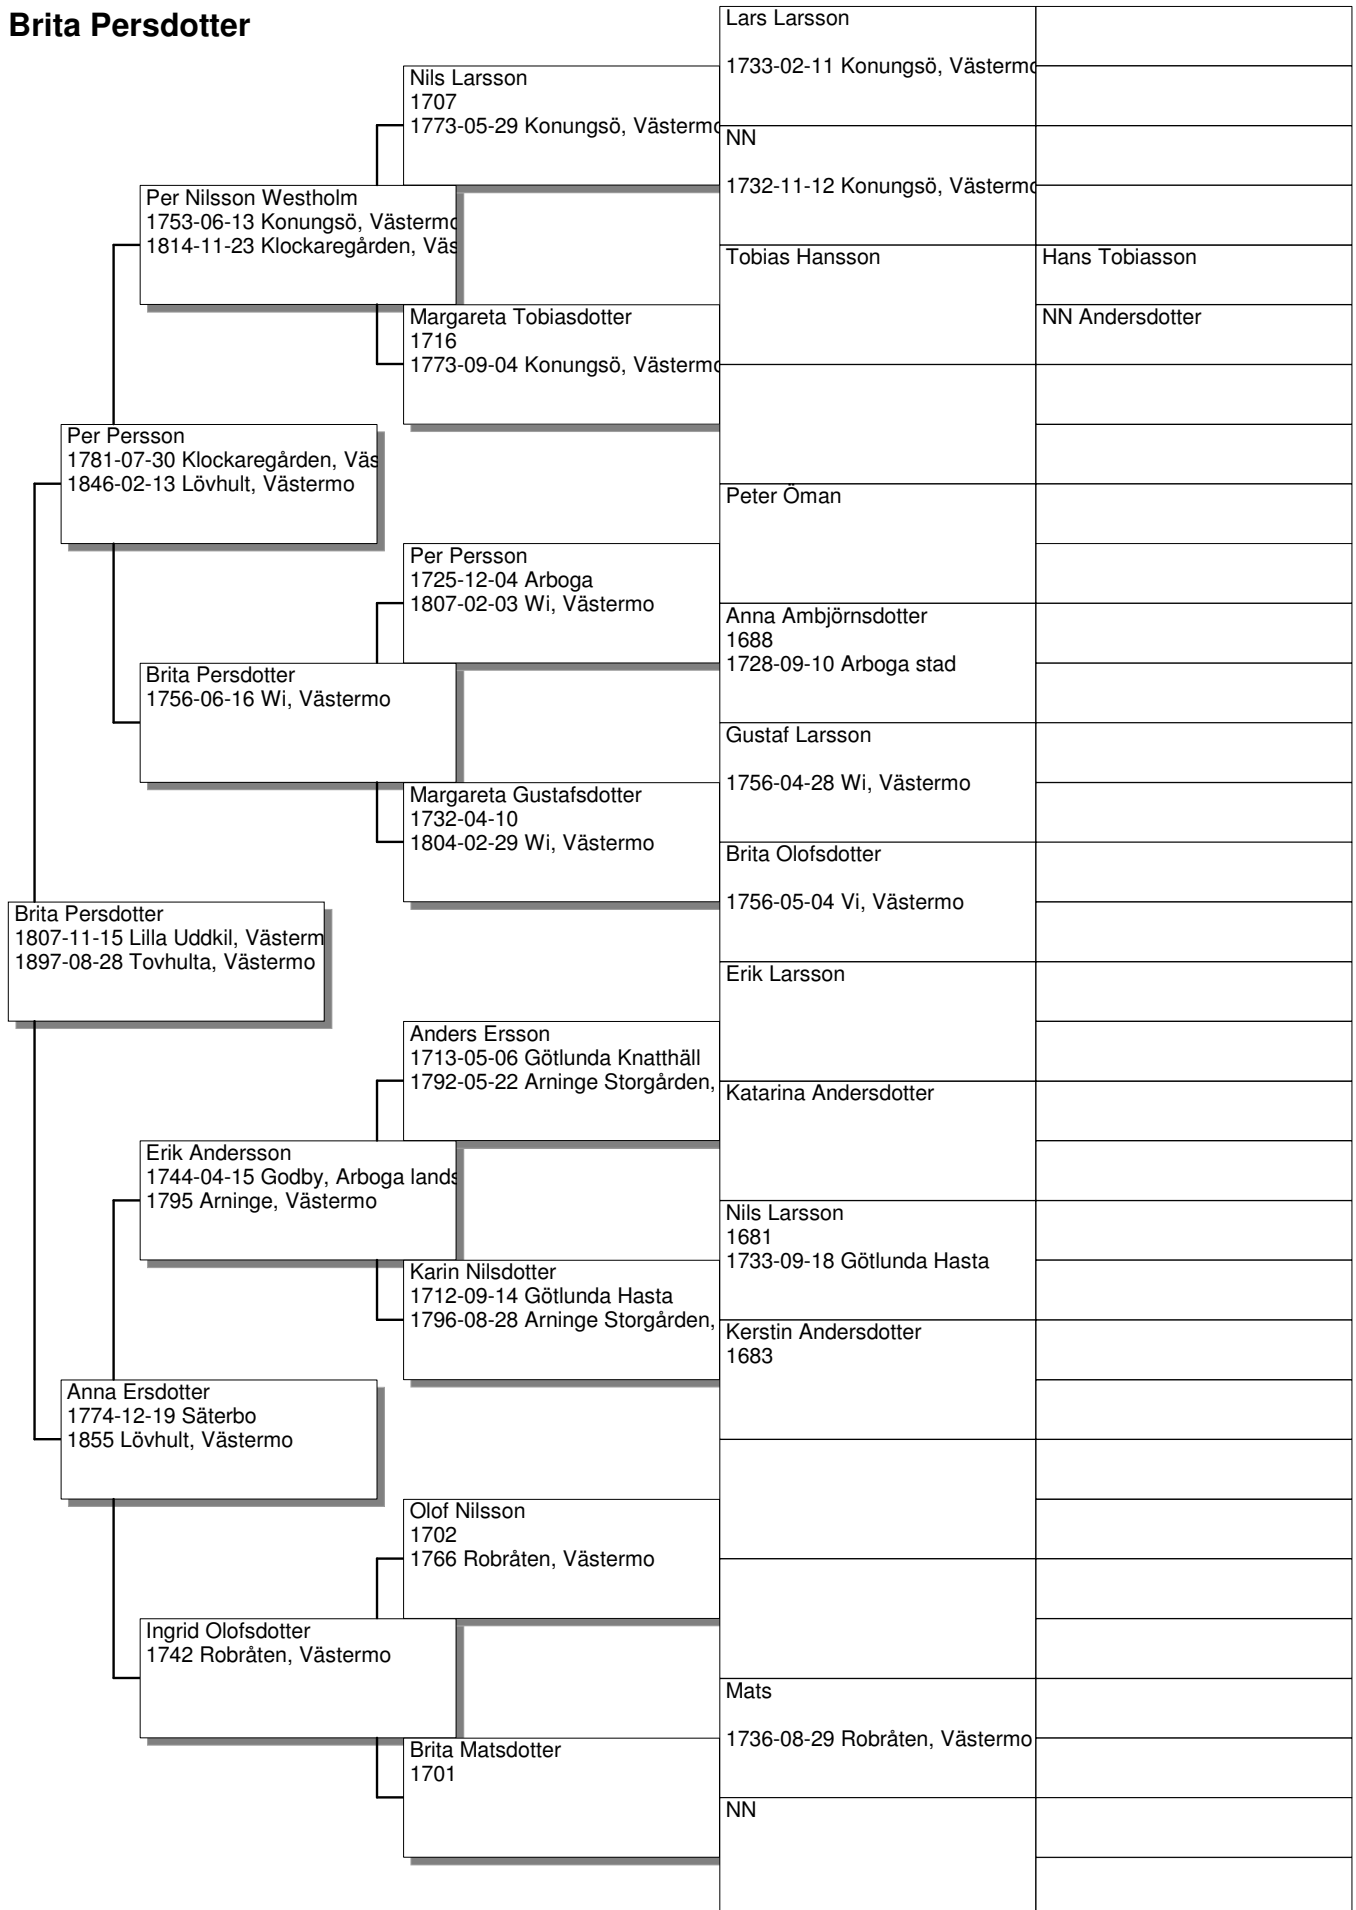 Brita Persdotter
Lars Larsson
1733-02-11 Konungsö, Västermo
Nils Larsson
1707
1773-05-29 Konungsö, Västermo
NN
1732-11-12 Konungsö, Västermo
Per Nilsson Westholm
1753-06-13 Konungsö, Västermo
1814-11-23 Klockaregården, Väs
Tobias Hansson
Hans Tobiasson
NN Andersdotter
Margareta Tobiasdotter
1716
1773-09-04 Konungsö, Västermo
Per Persson
1781-07-30 Klockaregården, Väs
1846-02-13 Lövhult, Västermo
Peter Öman
Per Persson
1725-12-04 Arboga
1807-02-03 Wi, Västermo
Anna Ambjörnsdotter
1688
1728-09-10 Arboga stad
Brita Persdotter
1756-06-16 Wi, Västermo
Gustaf Larsson
1756-04-28 Wi, Västermo
Margareta Gustafsdotter
1732-04-10
1804-02-29 Wi, Västermo
Brita Olofsdotter
1756-05-04 Vi, Västermo
Brita Persdotter
1807-11-15 Lilla Uddkil, Västerm
1897-08-28 Tovhulta, Västermo
Erik Larsson
Anders Ersson
1713-05-06 Götlunda Knatthäll
1792-05-22 Arninge Storgården,
Katarina Andersdotter
Erik Andersson
1744-04-15 Godby, Arboga lands
1795 Arninge, Västermo
Nils Larsson
1681
1733-09-18 Götlunda Hasta
Karin Nilsdotter
1712-09-14 Götlunda Hasta
1796-08-28 Arninge Storgården,
Kerstin Andersdotter
1683
Anna Ersdotter
1774-12-19 Säterbo
1855 Lövhult, Västermo
Olof Nilsson
1702
1766 Robråten, Västermo
Ingrid Olofsdotter
1742 Robråten, Västermo
Mats
1736-08-29 Robråten, Västermo
Brita Matsdotter
1701
NN